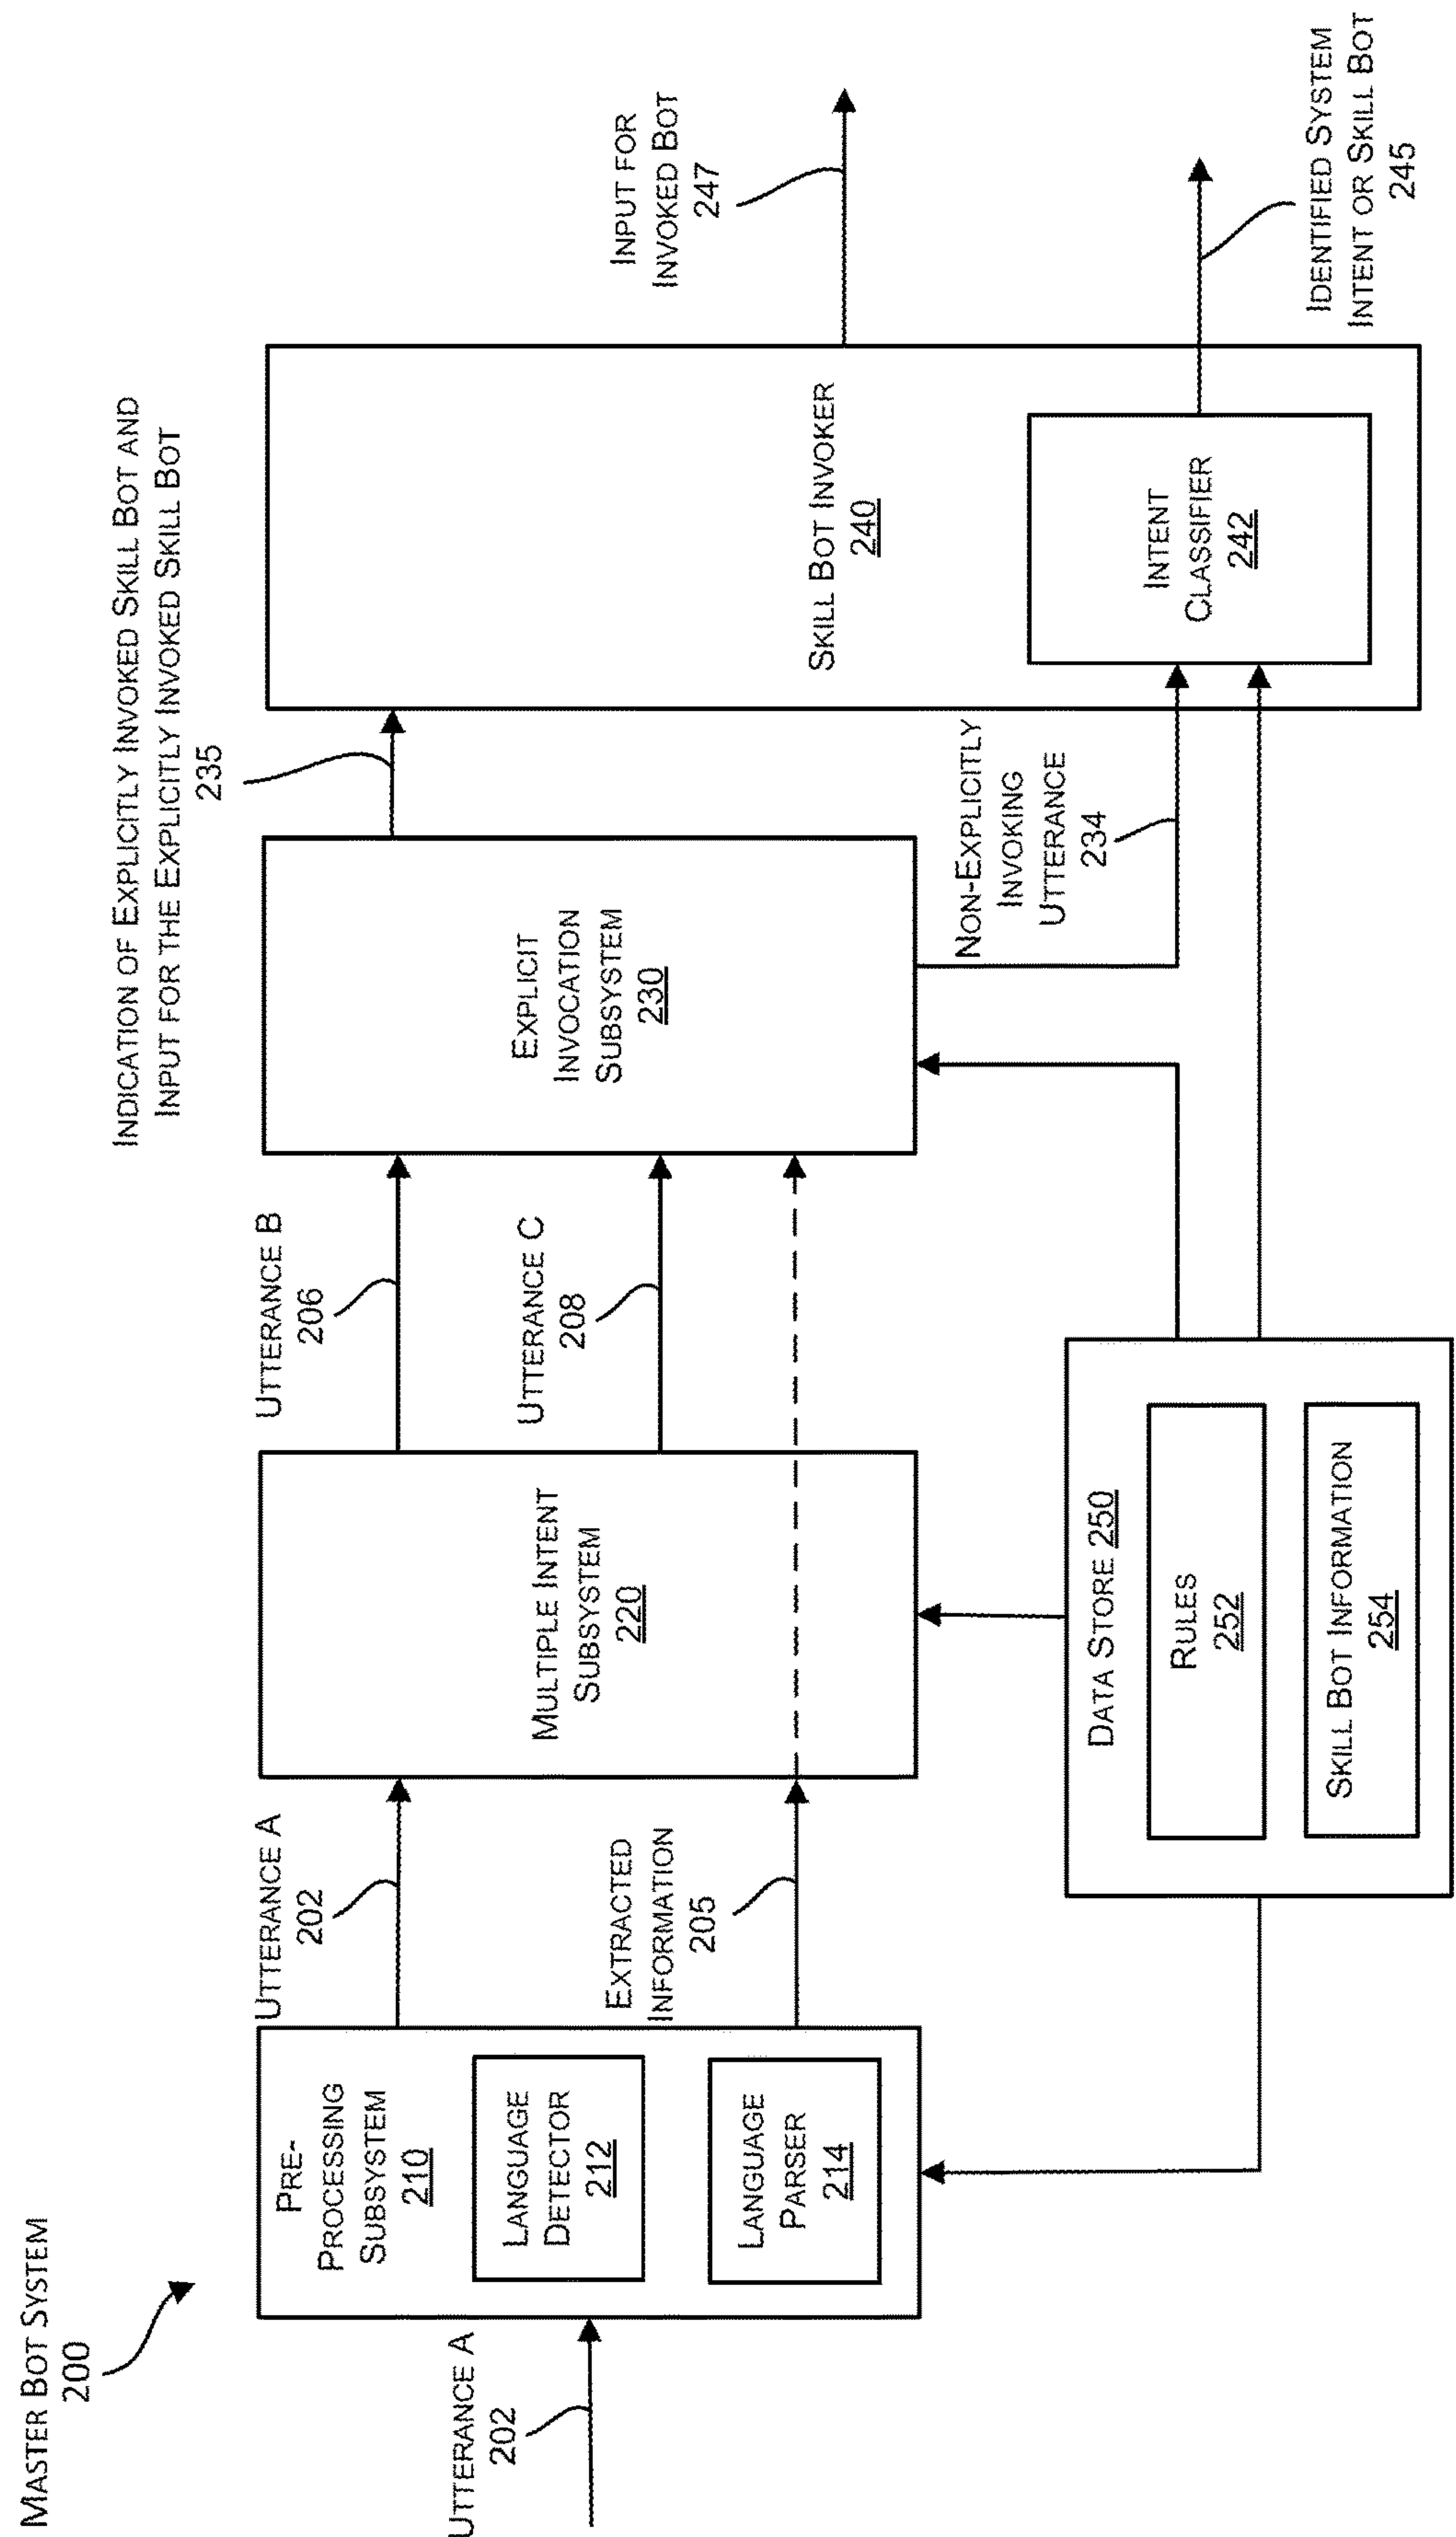 MASTER BOT SYSTEM
200
UTTERANCE A
202
PRE-
PROCESSING
SUBSYSTEM
210
LANGUAGE
DETECTOR
212
LANGUAGE
PARSER
214
UTTERANCE A
202
EXTRACTED
INFORMATION
205
MULTIPLE INTENT
SUBSYSTEM
220
UTTERANCE B
206
UTTERANCE C
208
EXPLICIT
INVOCATION
SUBSYSTEM
230
INDICATION OF EXPLICITLY INVOKED SKILL BOT AND
INPUT FOR THE EXPLICITLY INVOKED SKILL BOT
235
NON-EXPLICITLY
INVOKING
UTTERANCE
234
SKILL BOT INVOKER
240
INTENT
CLASSIFIER
242
INPUT FOR
INVOKED BOT
247
IDENTIFIED SYSTEM
INTENT OR SKILL BOT
245
DATA STORE 250
RULES
252
SKILL BOT INFORMATION
254